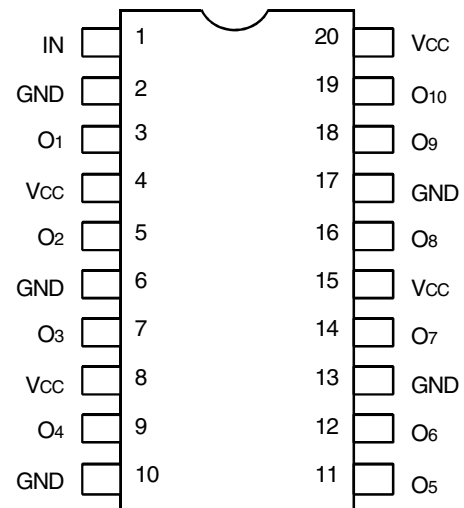 IN 1 20 VCC
GND 2 19 O10
O1 3 18 O9
VCC 4 17 GND
O2 5 16 O8
GND 6 15 VCC
O3 7 14 O7
VCC 8 13 GND
O4 9 12 O6
GND 10 11 O5